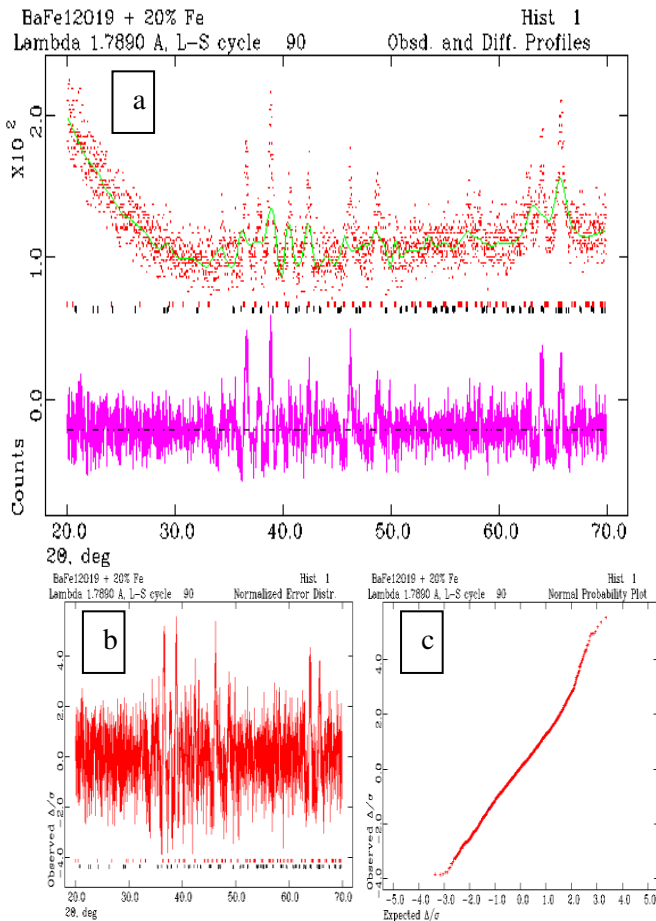 BaFe12O19 + 20% Fe Hist 1
Lambda 1.7890 A, L-S cycle 90 Obsd. and Diff. Profiles
a
X10 2
2.0
1.0
0.0
Counts
20.0 30.0 40.0 50.0 60.0 70.0
2Θ, deg
BaFe12O19 + 20% Fe Hist 1
Lambda 1.7890 A, L-S cycle 90 Normalized Error Distr.
b
4.0
2.0
0.0
-2.0
-4.0
Observed Δ/σ
20.0 30.0 40.0 50.0 60.0 70.0
2Θ, deg
BaFe12O19 + 20% Fe Hist 1
Lambda 1.7890 A, L-S cycle 90 Normal Probability Plot
c
4.0
2.0
0.0
-2.0
-4.0
Observed Δ/σ
-5.0 -4.0 -3.0 -2.0 -1.0 0.0 1.0 2.0 3.0 4.0 5.0
Expected Δ/σ